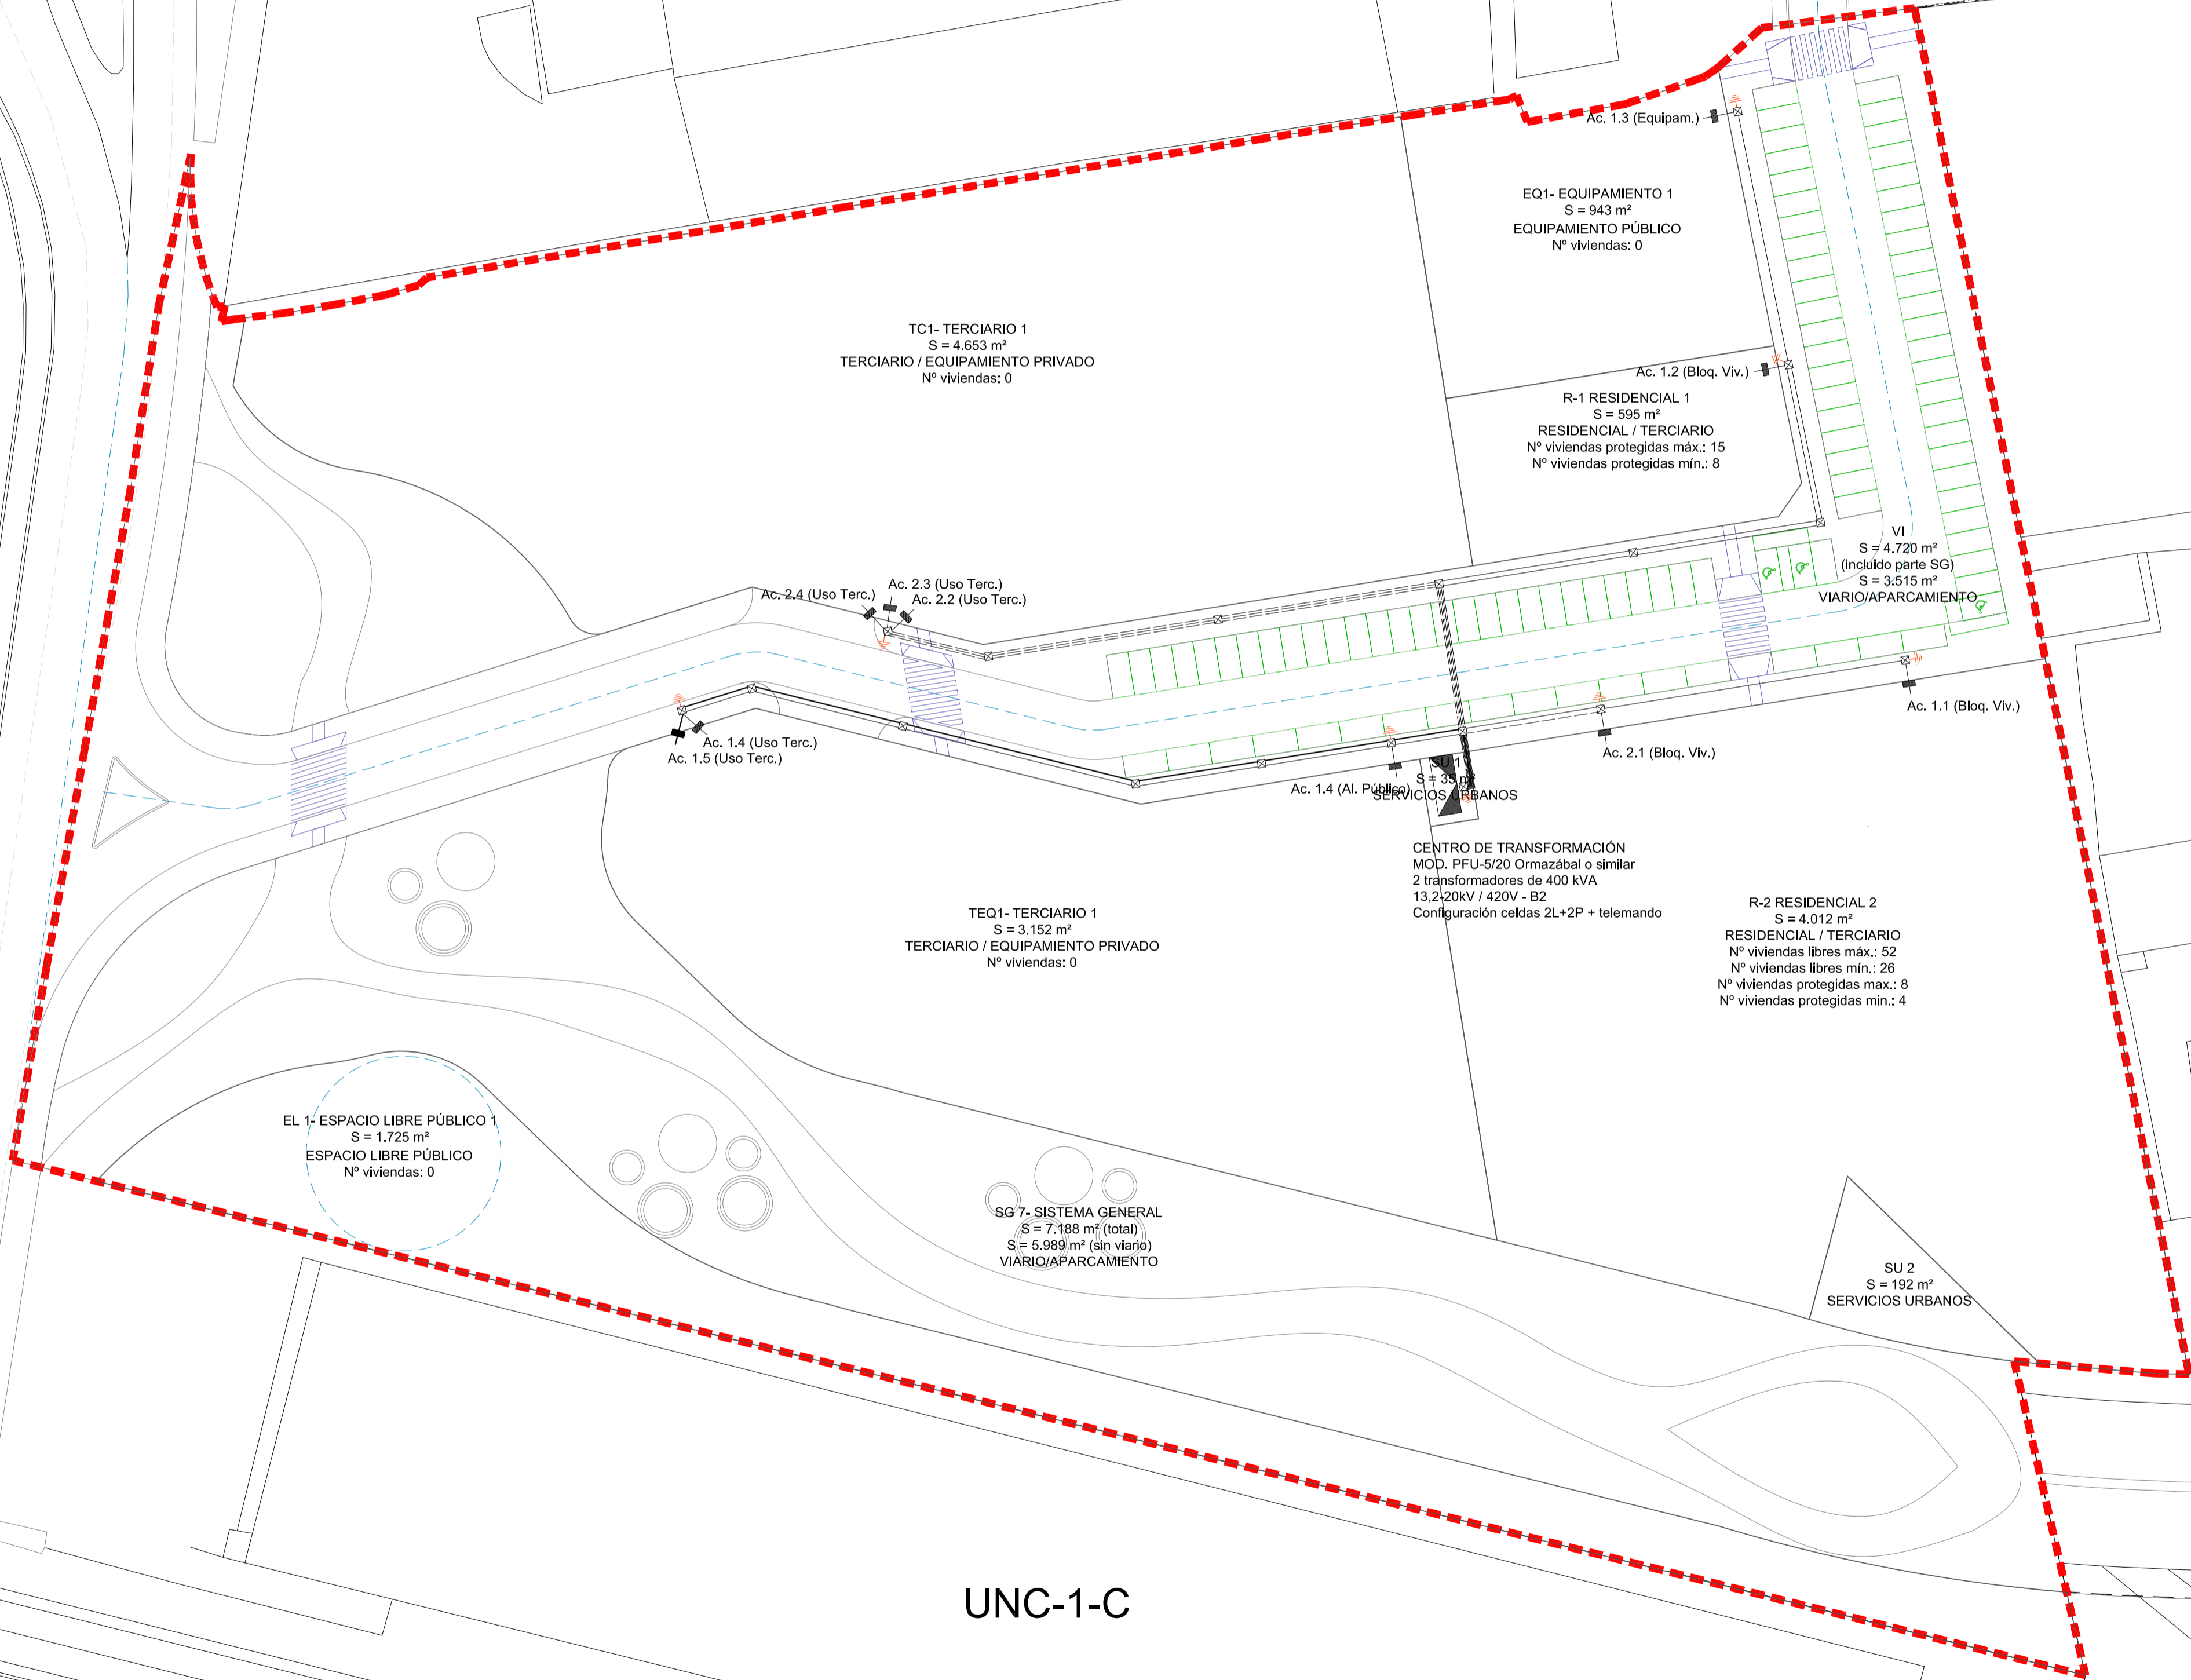 Ac. 1.3 (Equipam.)
EQ1- EQUIPAMIENTO 1
S = 943 m²
EQUIPAMIENTO PÚBLICO
Nº viviendas: 0
TC1- TERCIARIO 1
S = 4.653 m²
TERCIARIO / EQUIPAMIENTO PRIVADO
Nº viviendas: 0
Ac. 1.2 (Bloq. Viv.)
R-1 RESIDENCIAL 1
S = 595 m²
RESIDENCIAL / TERCIARIO
Nº viviendas protegidas máx.: 15
Nº viviendas protegidas mín.: 8
VI
S = 4.720 m²
(incluido parte SG)
S = 3.515 m²
VIARIO/APARCAMIENTO
Ac. 2.4 (Uso Terc.)
Ac. 2.3 (Uso Terc.)
Ac. 2.2 (Uso Terc.)
Ac. 1.1 (Bloq. Viv.)
Ac. 1.4 (Uso Terc.)
Ac. 1.5 (Uso Terc.)
Ac. 2.1 (Bloq. Viv.)
Ac. 1.4 (Al. Público)
SU 1
S = 35 m²
SERVICIOS URBANOS
CENTRO DE TRANSFORMACIÓN
MOD. PFU-5/20 Ormazábal o similar
2 transformadores de 400 kVA
13,2-20kV / 420V - B2
Configuración celdas 2L+2P + telemando
TEQ1- TERCIARIO 1
S = 3.152 m²
TERCIARIO / EQUIPAMIENTO PRIVADO
Nº viviendas: 0
R-2 RESIDENCIAL 2
S = 4.012 m²
RESIDENCIAL / TERCIARIO
Nº viviendas libres máx.: 52
Nº viviendas libres mín.: 26
Nº viviendas protegidas max.: 8
Nº viviendas protegidas min.: 4
EL 1- ESPACIO LIBRE PÚBLICO 1
S = 1.725 m²
ESPACIO LIBRE PÚBLICO
Nº viviendas: 0
SG 7- SISTEMA GENERAL
S = 7.188 m² (total)
S = 5.989 m² (sin viario)
VIARIO/APARCAMIENTO
SU 2
S = 192 m²
SERVICIOS URBANOS
UNC-1-C